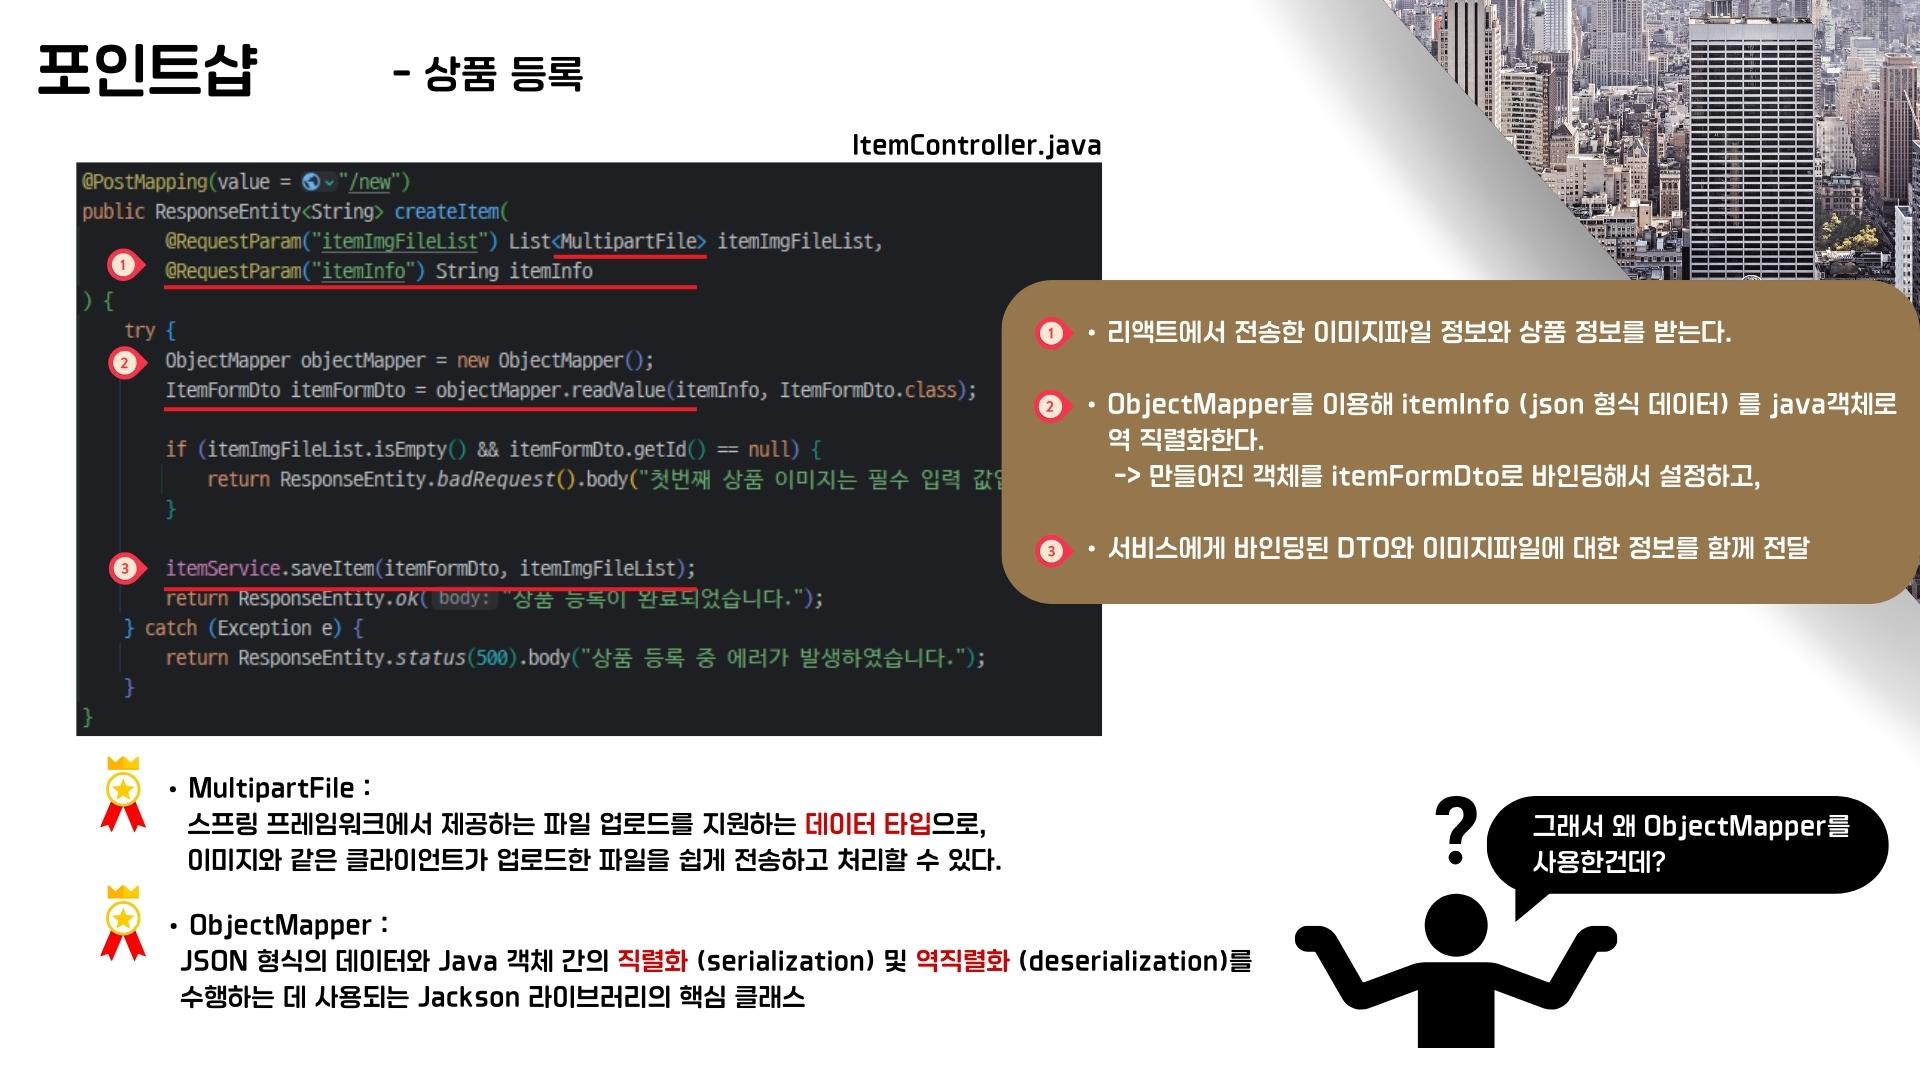 포인트샵
- 상품 등록
ItemController.java
@PostMapping(value = "/new")
public ResponseEntity<String> createItem(
@RequestParam("itemImgFileList") List<MultipartFile> itemImgFileList,
1
@RequestParam("itemInfo") String itemInfo
) {
try {
2
ObjectMapper objectMapper = new ObjectMapper();
ItemFormDto itemFormDto = objectMapper.readValue(itemInfo, ItemFormDto.class);
if (itemImgFileList.isEmpty() && itemFormDto.getId() == null) {
return ResponseEntity.badRequest().body("첫번째 상품 이미지는 필수 입력
}
3
itemService.saveItem(itemFormDto, itemImgFileList);
return ResponseEntity.ok( body: "상품 등록이 완료되었습니다.");
} catch (Exception e) {
return ResponseEntity.status(500).body("상품 등록 중 에러가 발생하였습니다.");
}
}
1 • 리액트에서 전송한 이미지파일 정보와 상품 정보를 받는다.
2 • ObjectMapper를 이용해 itemInfo (json 형식 데이터) 를 java객체로
역 직렬화한다.
-> 만들어진 객체를 itemFormDto로 바인딩해서 설정하고,
3 • 서비스에게 바인딩된 DTO와 이미지파일에 대한 정보를 함께 전달
• MultipartFile :
스프링 프레임워크에서 제공하는 파일 업로드를 지원하는 데이터 타입으로,
이미지와 같은 클라이언트가 업로드한 파일을 쉽게 전송하고 처리할 수 있다.
• ObjectMapper :
JSON 형식의 데이터와 Java 객체 간의 직렬화 (serialization) 및 역직렬화 (deserialization)를
수행하는 데 사용되는 Jackson 라이브러리의 핵심 클래스
?
그래서 왜 ObjectMapper를
사용한건데?